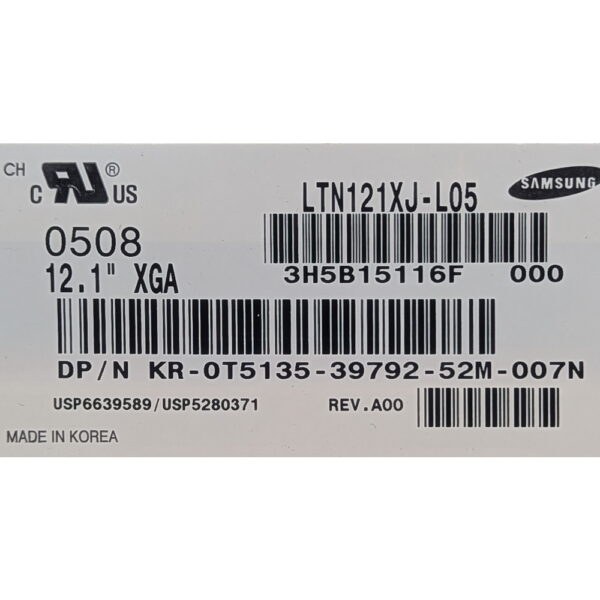 CH
C RU ® US
LTN121XJ-L05
SAMSUNG
0508
12.1" XGA
3H5B15116F 000
DP/N KR-0T5135-39792-52M-007N
USP6639589/USP5280371
REV.A00
MADE IN KOREA